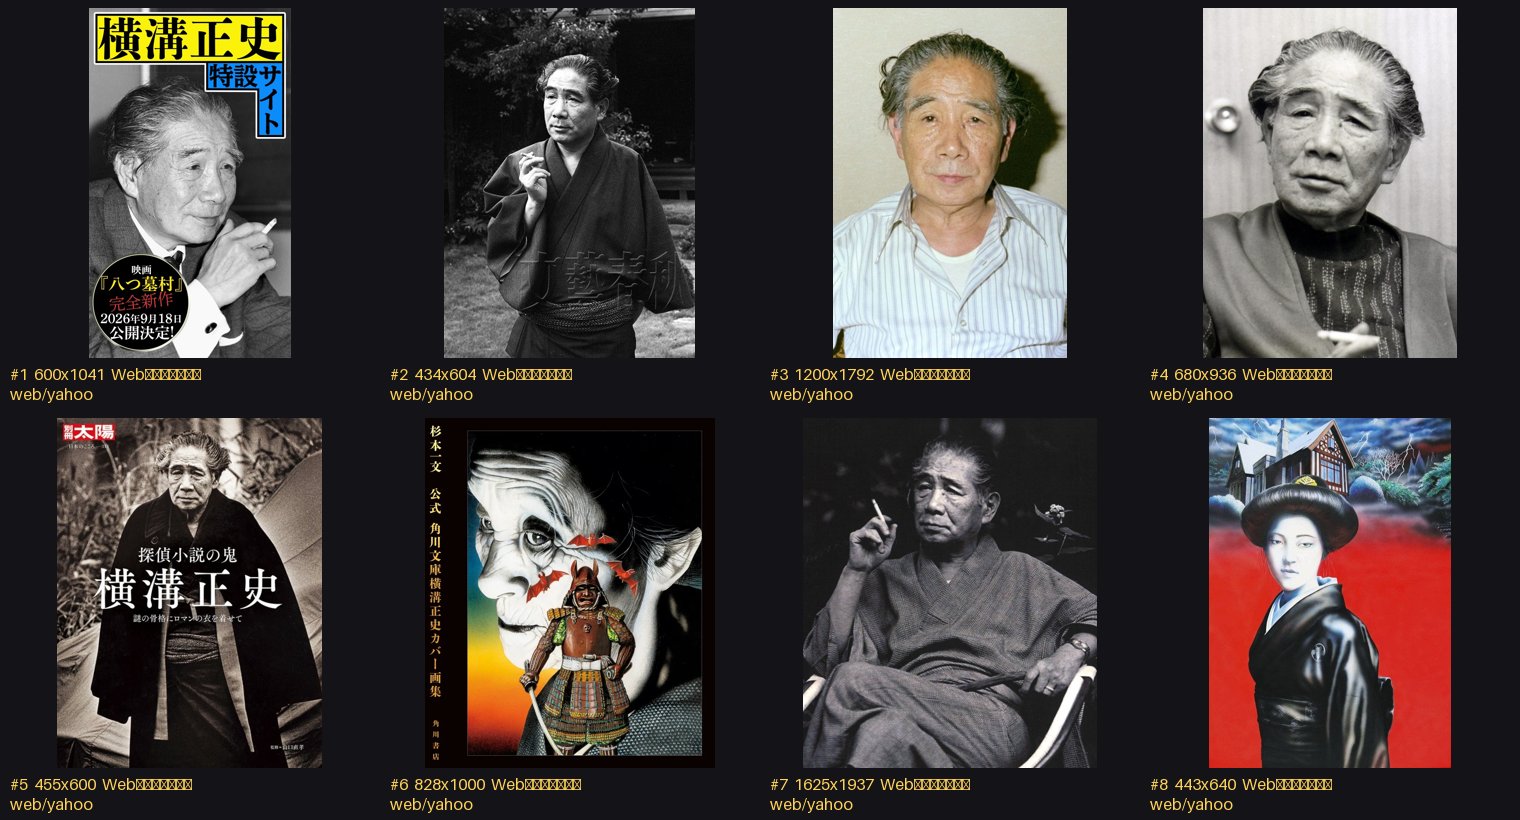 横溝正史
特設サイト
映画
『八つ墓村』
完全新作
2026年9月18日
公開決定!
文藝春秋
#1 600x1041 Web
web/yahoo
#2 434x604 Web
web/yahoo
#3 1200x1792 Web
web/yahoo
#4 680x936 Web
web/yahoo
別冊太陽
探偵小説の鬼
横溝正史
謎の骨格にロマンの衣を着せて
杉本一文 公式 角川文庫横溝正史カバー画集
角川書店
#5 455x600 Web
web/yahoo
#6 828x1000 Web
web/yahoo
#7 1625x1937 Web
web/yahoo
#8 443x640 Web
web/yahoo